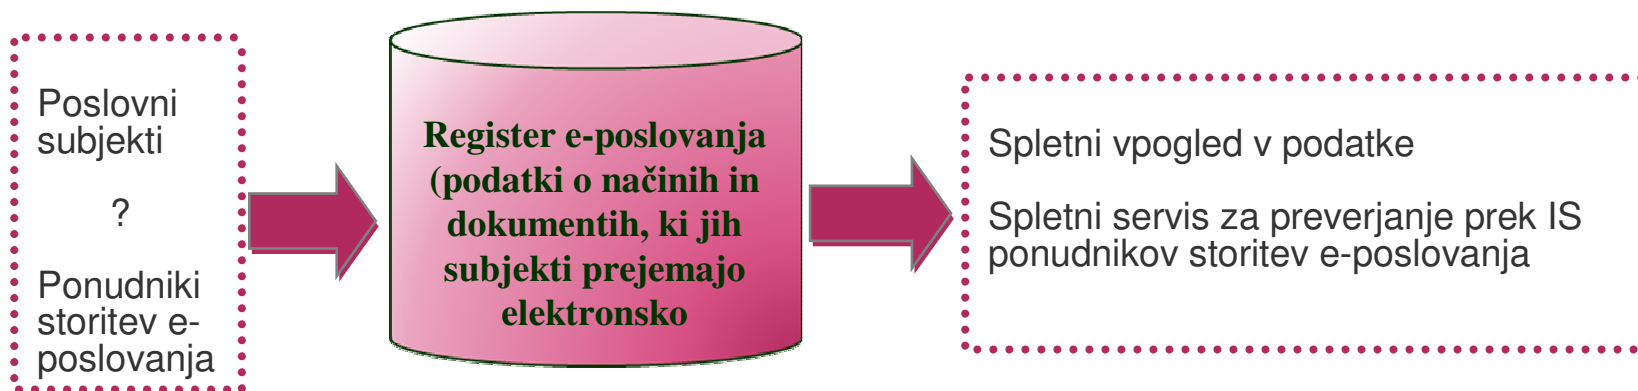 Poslovni
subjekti
?
Ponudniki
storitev e-
poslovanja
Register e-poslovanja
(podatki o načinih in
dokumentih, ki jih
subjekti prejemajo
elektronsko
Spletni vpogled v podatke
Spletni servis za preverjanje prek IS
ponudnikov storitev e-poslovanja